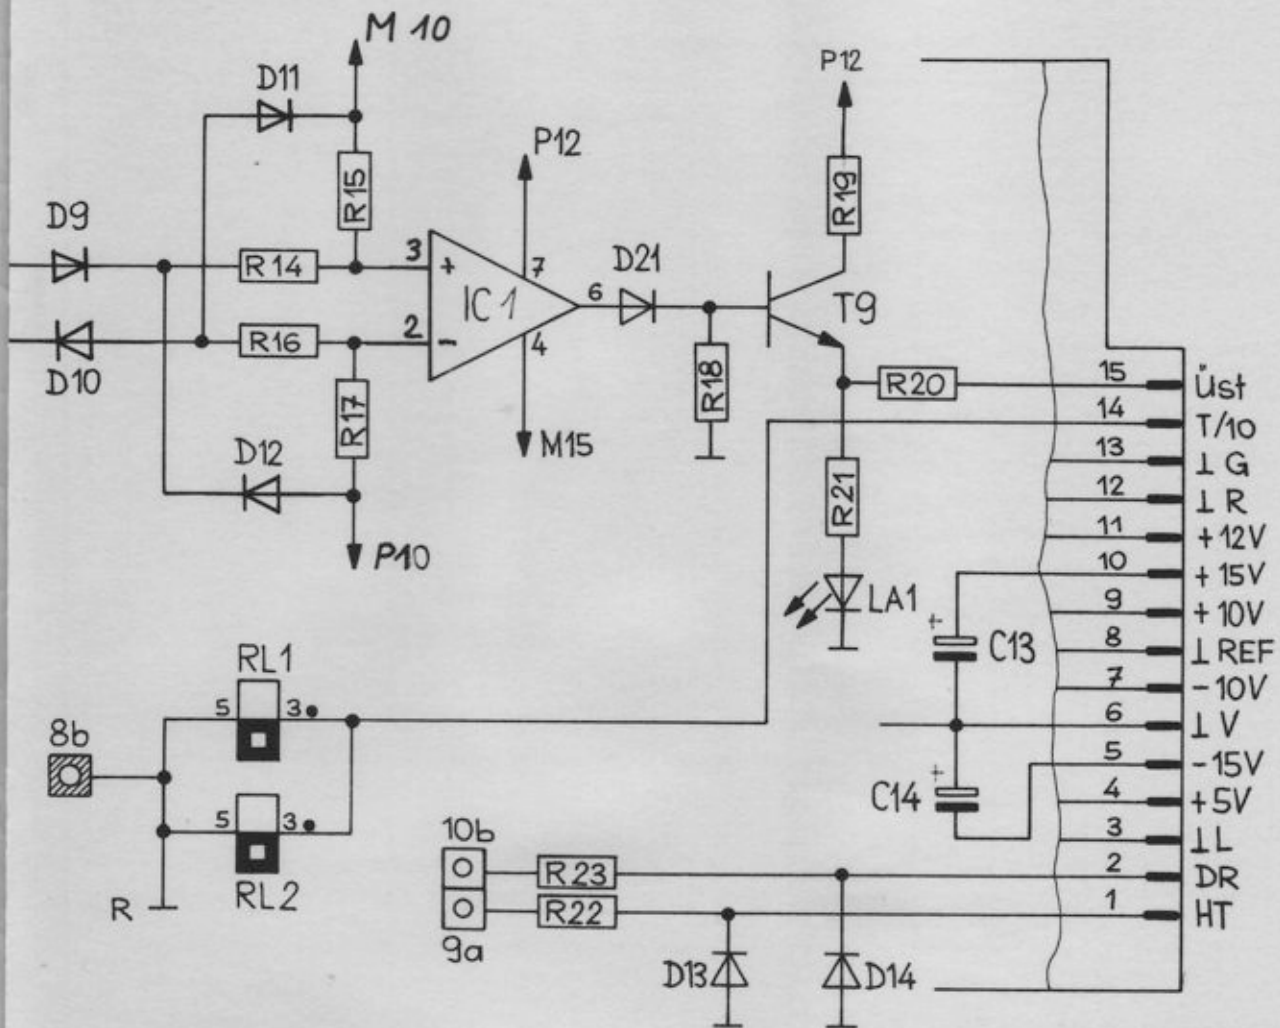 M 10
P12
D11
P12
R15
R19
D9
3
+
7
D21
R14
IC 1
6
T9
R16
2
-
4
D10
R18
R17
R20
15
Üst
14
T/10
D12
M15
13
⊥ G
R21
12
⊥ R
11
+12V
P10
10
+15V
LA1
9
+10V
+
C13
RL1
8
⊥ REF
7
-10V
5
3
6
⊥ V
8b
5
-15V
+
C14
4
+5V
5
3
10b
3
⊥L
R23
2
DR
RL2
R
R22
1
HT
9a
D13
D14